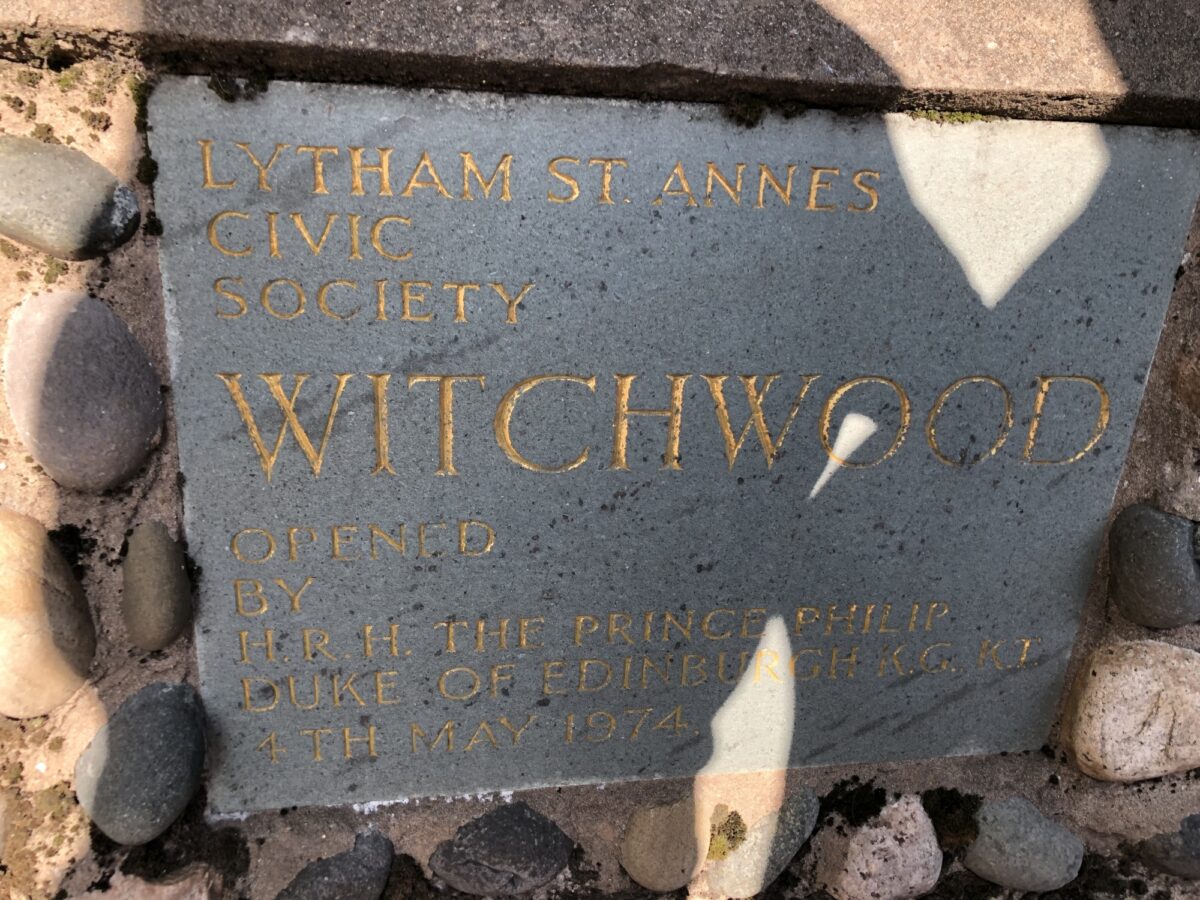 LYTHAM ST. ANNES
CIVIC
SOCIETY
WITCHWOOD
OPENED
BY
H.R.H. THE PRINCE PHILIP
DUKE OF EDINBURGH K.G., K.T.
4TH MAY 1974.